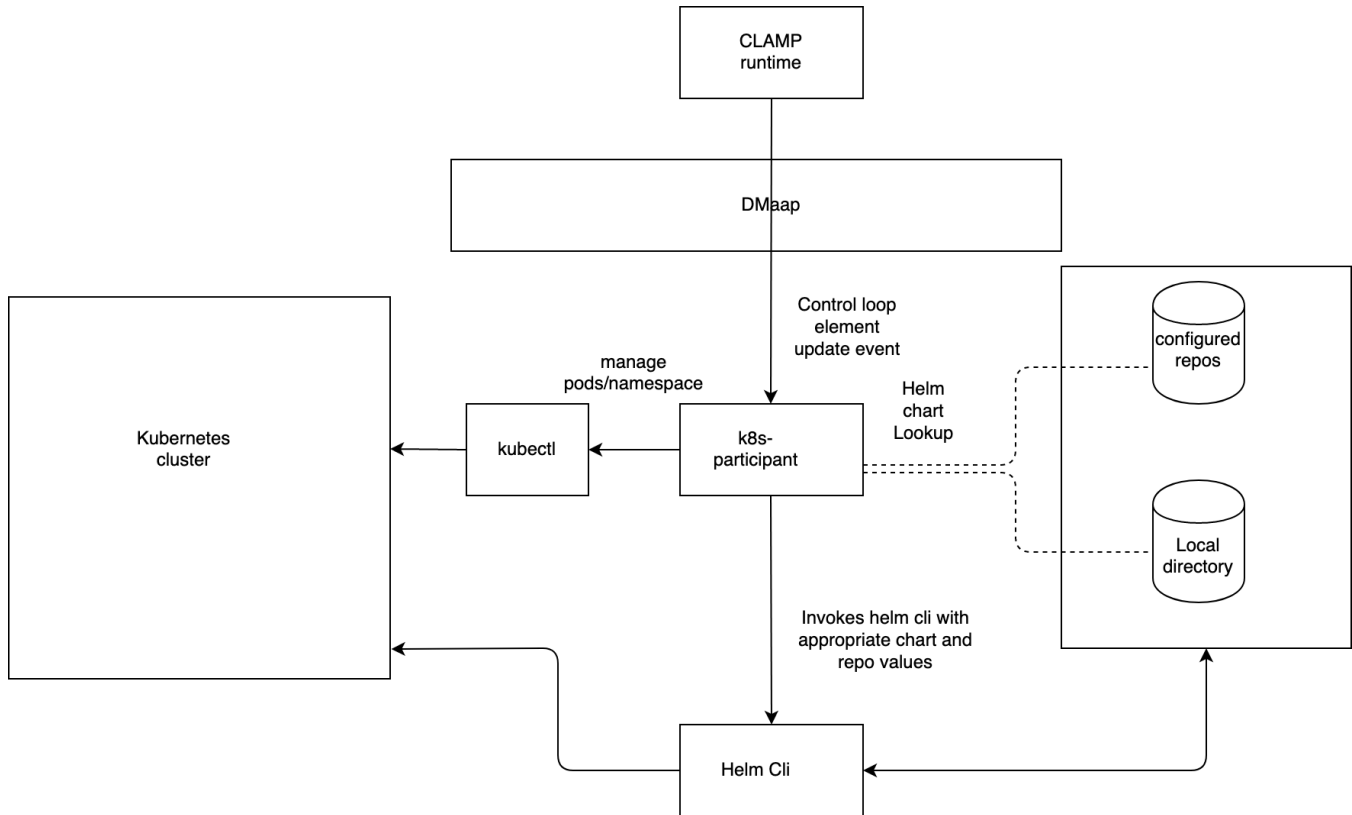 CLAMP
runtime
DMaap
Control loop
element
update event
manage
pods/namespace
Helm
chart
Lookup
configured
repos
Kubernetes
cluster
kubectl
k8s-
participant
Local
directory
Invokes helm cli with
appropriate chart and
repo values
Helm Cli